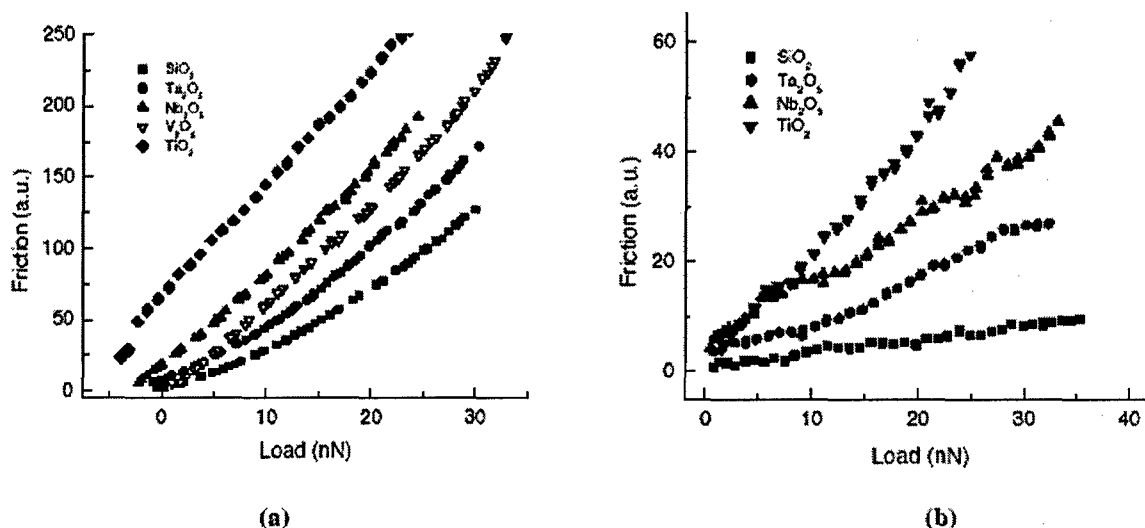 250
200
150
100
50
0
Friction (a.u.)
SiO₂
Ta₂O₅
Nb₂O₅
V₂O₅
TiO₂
0 10 20 30
Load (nN)
(a)
60
40
20
0
Friction (a.u.)
SiO₂
Ta₂O₅
Nb₂O₅
TiO₂
0 10 20 30 40
Load (nN)
(b)